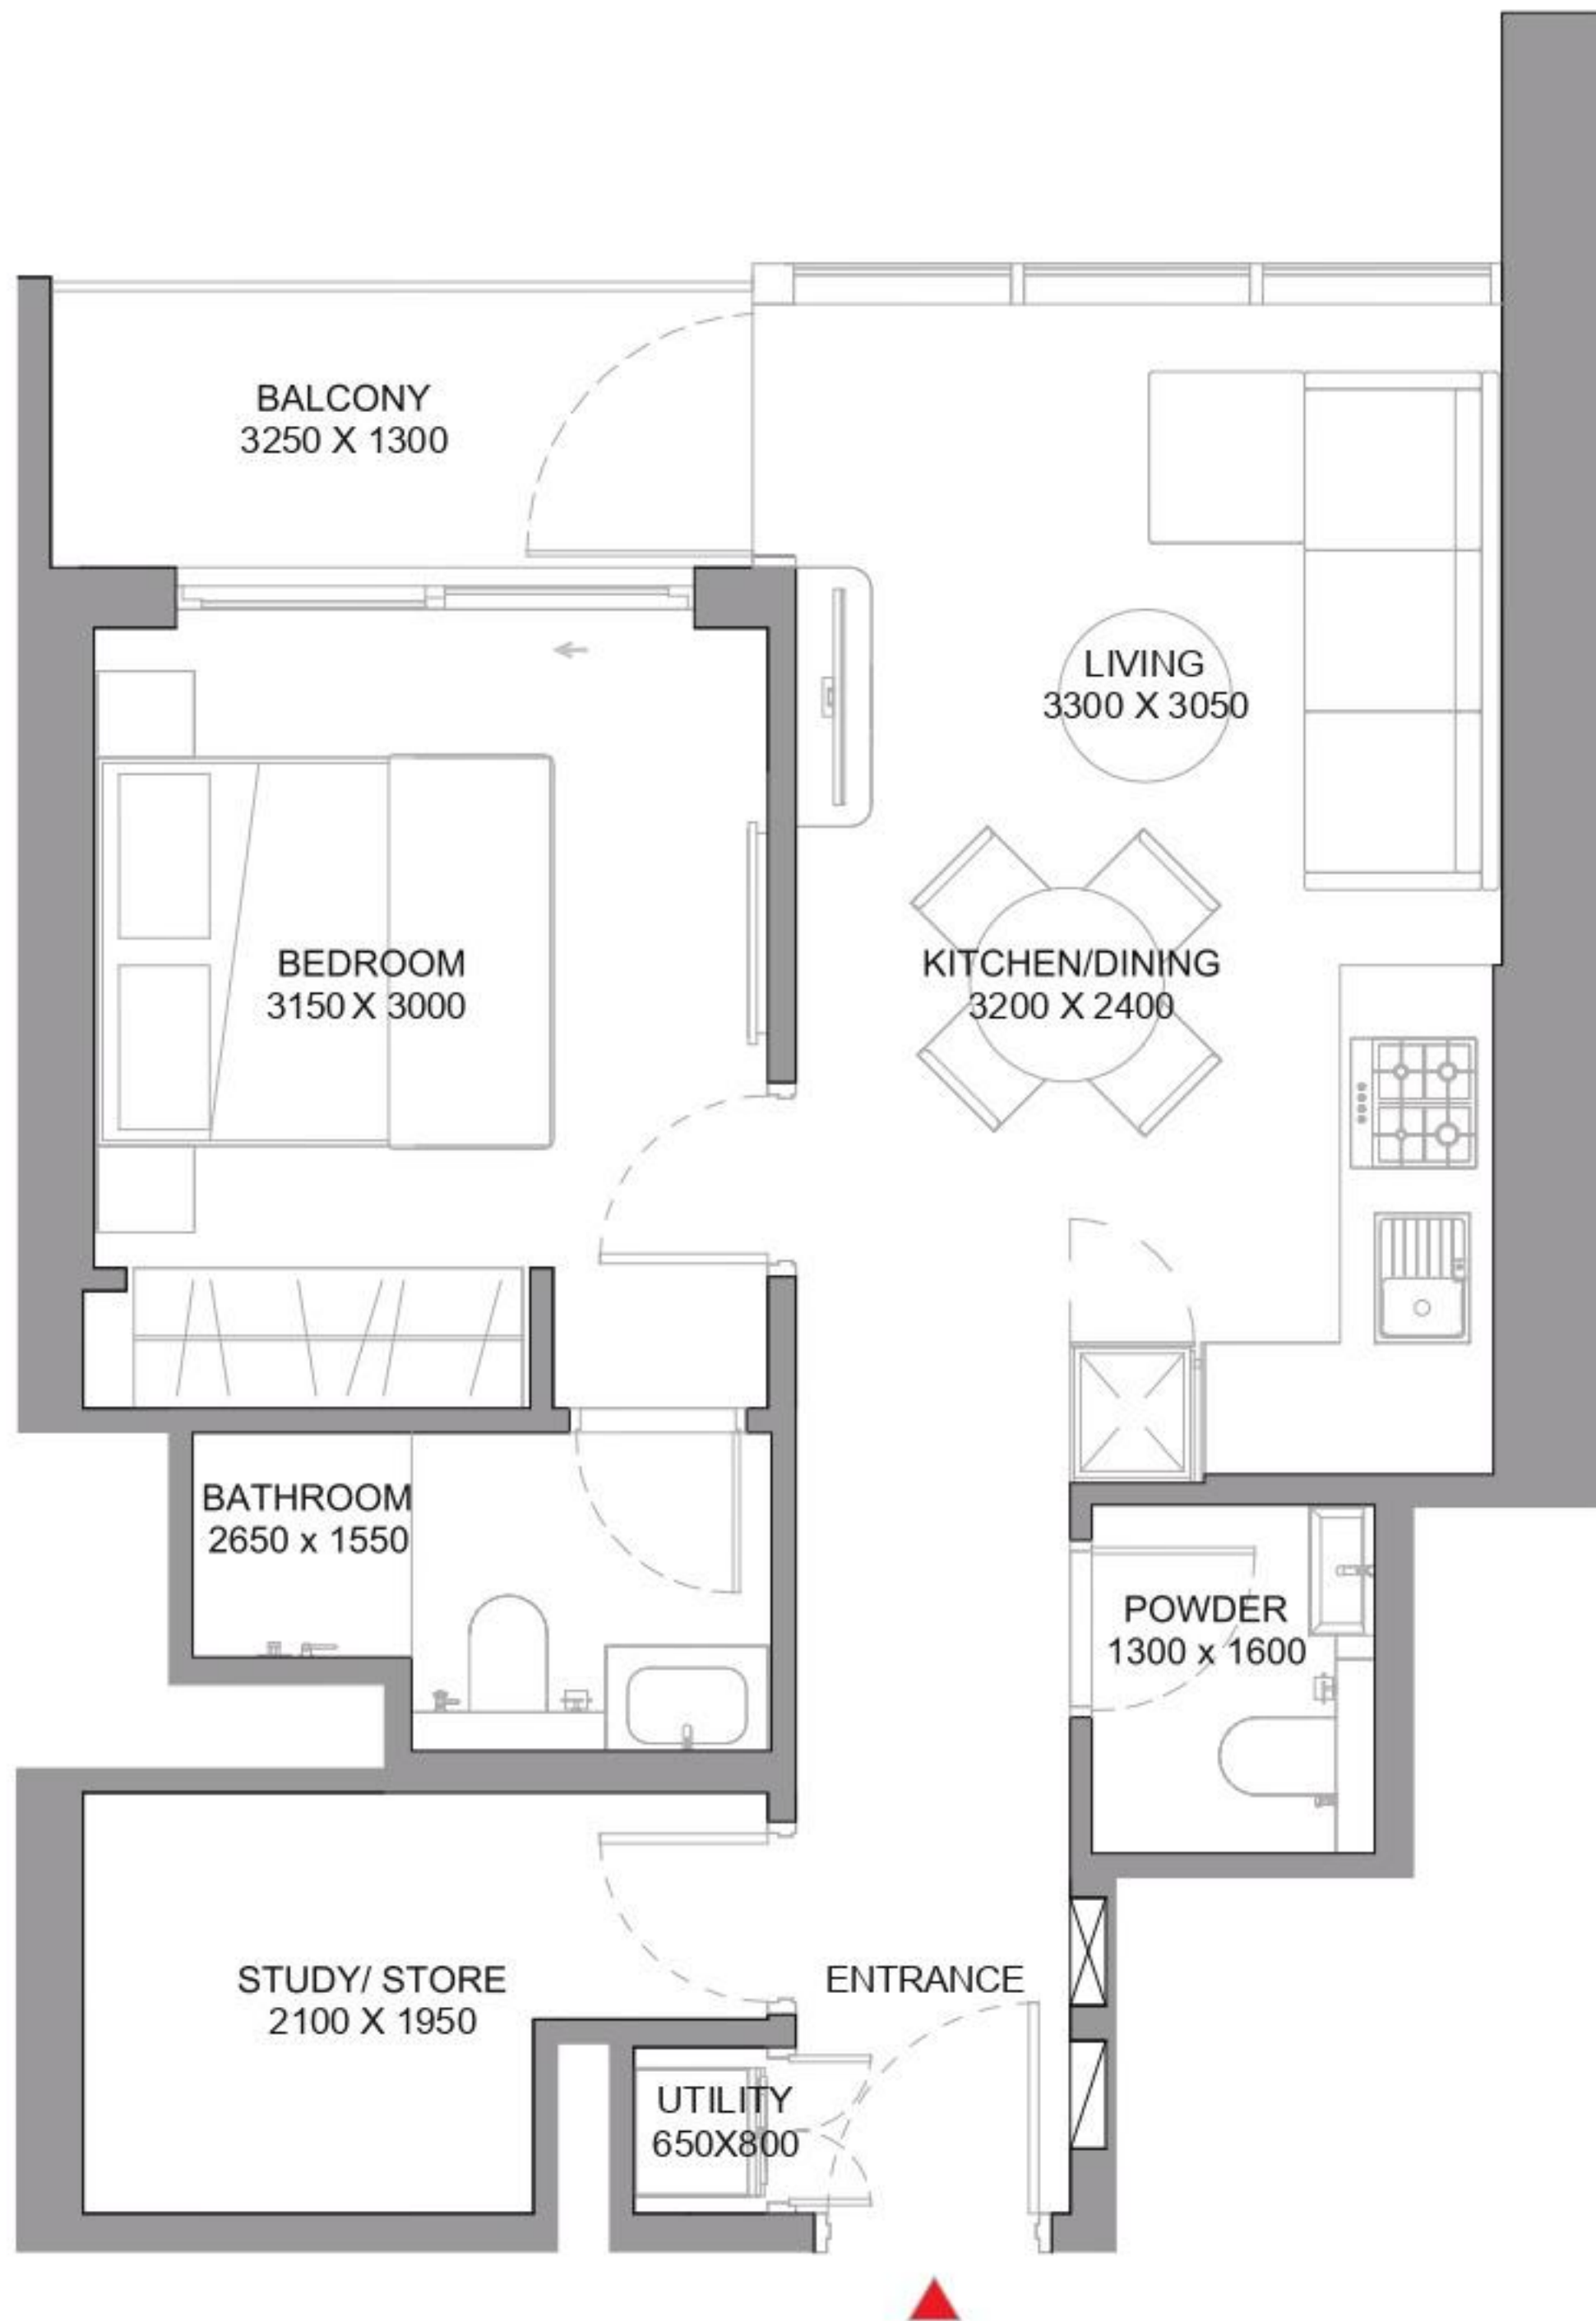 BALCONY
3250 X 1300
LIVING
3300 X 3050
BEDROOM
3150 X 3000
KITCHEN/DINING
3200 X 2400
BATHROOM
2650 x 1550
POWDER
1300 x 1600
STUDY/ STORE
2100 X 1950
ENTRANCE
UTILITY
650X800